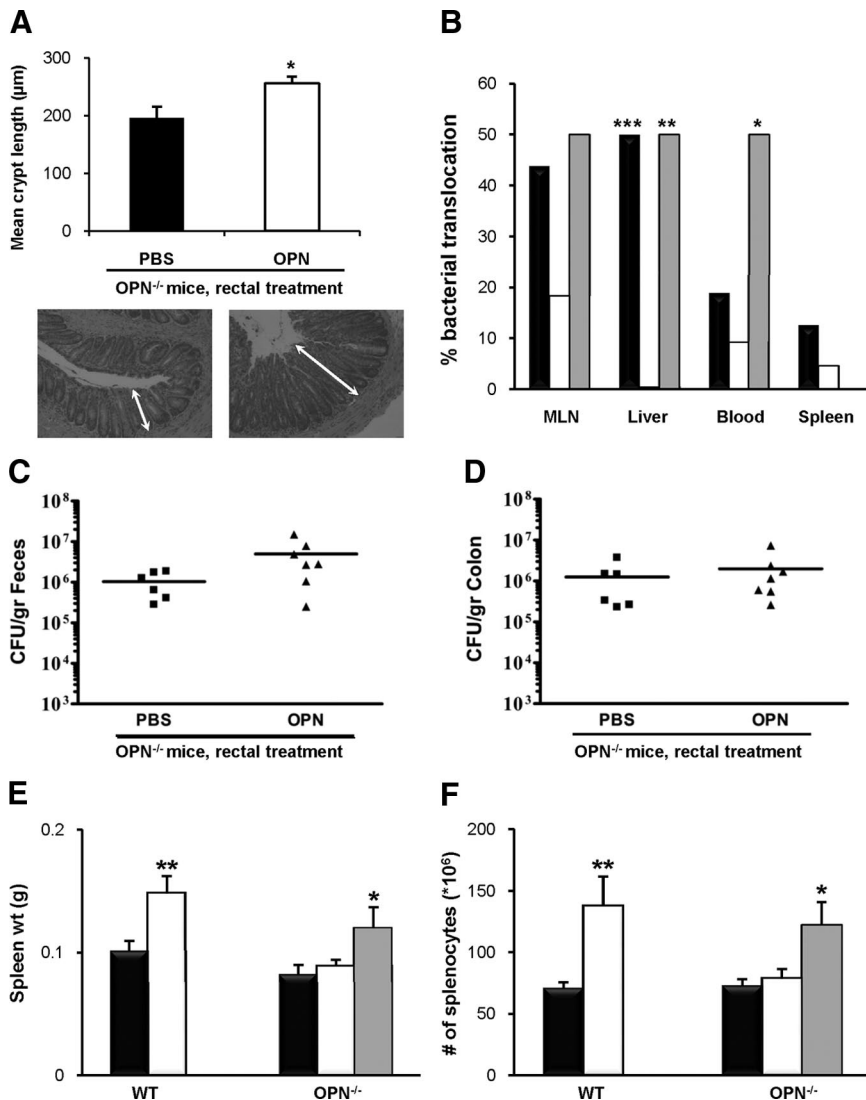 A
Mean crypt length (µm)
300
200
100
0
*
PBS
OPN
OPN-/- mice, rectal treatment
B
% bacterial translocation
60
50
40
30
20
10
0
***
**
*
MLN
Liver
Blood
Spleen
C
CFU/gr Feces
10⁸
10⁷
10⁶
10⁵
10⁴
10³
PBS
OPN
OPN-/- mice, rectal treatment
D
CFU/gr Colon
10⁸
10⁷
10⁶
10⁵
10⁴
10³
PBS
OPN
OPN-/- mice, rectal treatment
E
Spleen wt (g)
0.2
0.1
0
**
*
WT
OPN-/-
F
# of splenocytes (*10⁶)
200
150
100
50
0
**
*
WT
OPN-/-